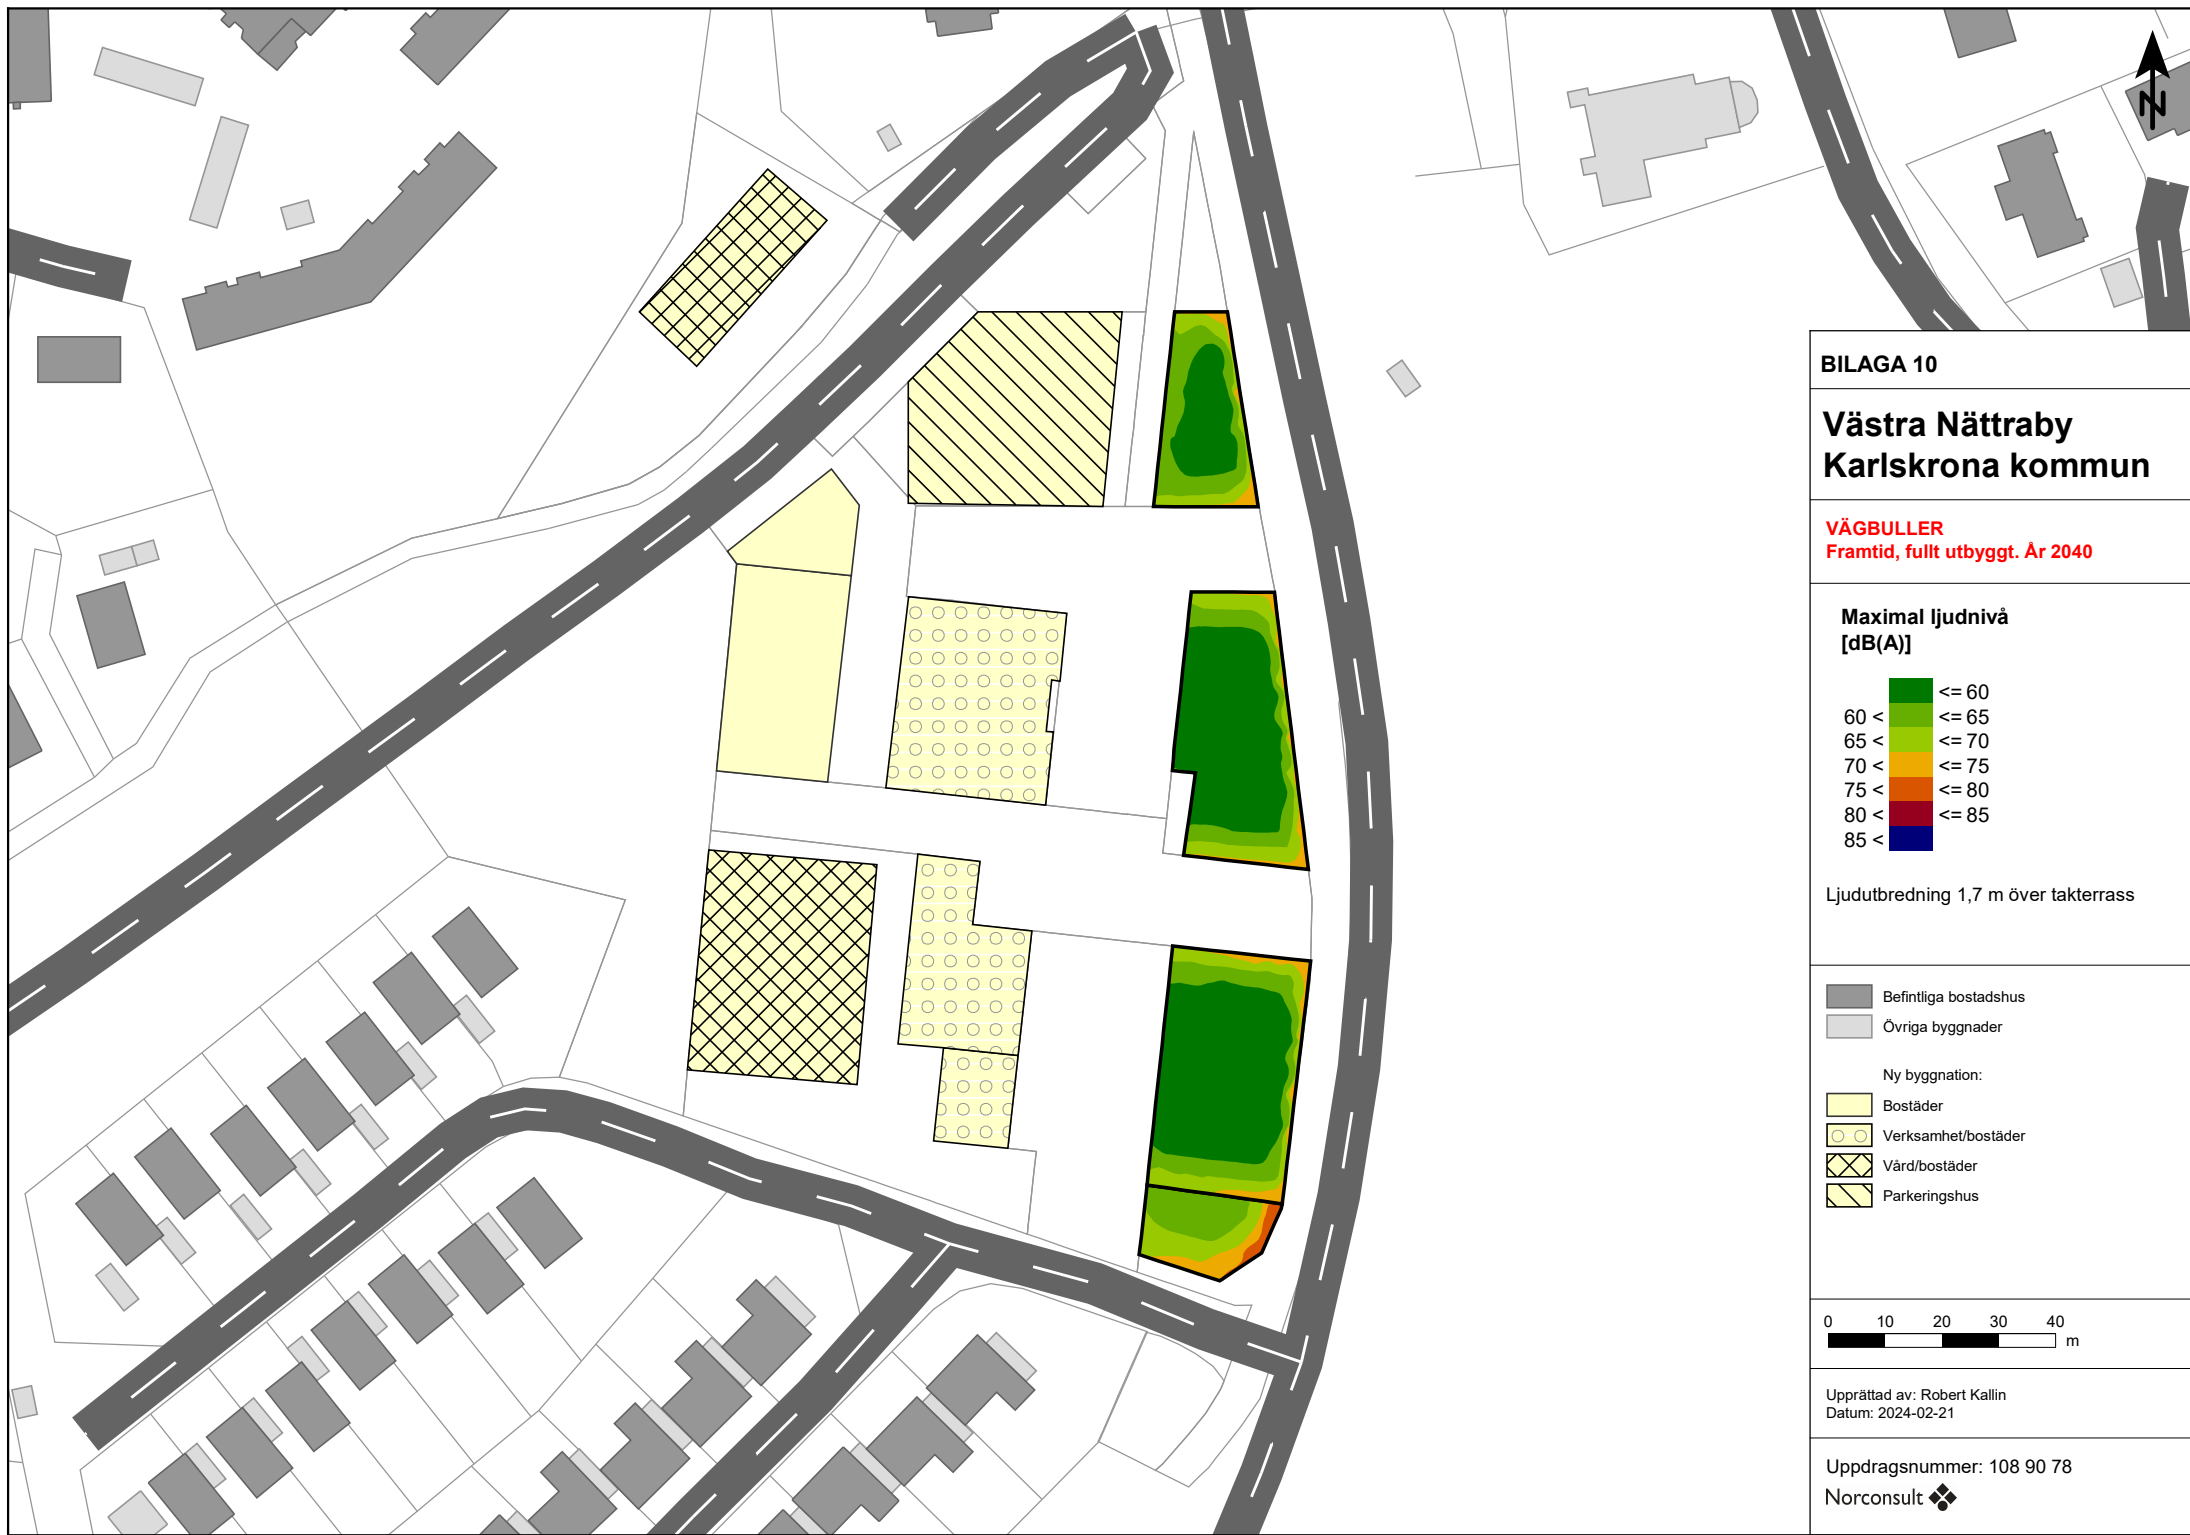 N
BILAGA 10
Västra Nättraby
Karlskrona kommun
VÄGBULLER
Framtid, fullt utbyggt. År 2040
Maximal ljudnivå
[dB(A)]
<= 60
60 < <= 65
65 < <= 70
70 < <= 75
75 < <= 80
80 < <= 85
85 <
Ljudutbredning 1,7 m över takterrass
Befintliga bostadshus
Övriga byggnader
Ny byggnation:
Bostäder
Verksamhet/bostäder
Vård/bostäder
Parkeringshus
0 10 20 30 40
m
Upprättad av: Robert Kallin
Datum: 2024-02-21
Uppdragsnummer: 108 90 78
Norconsult